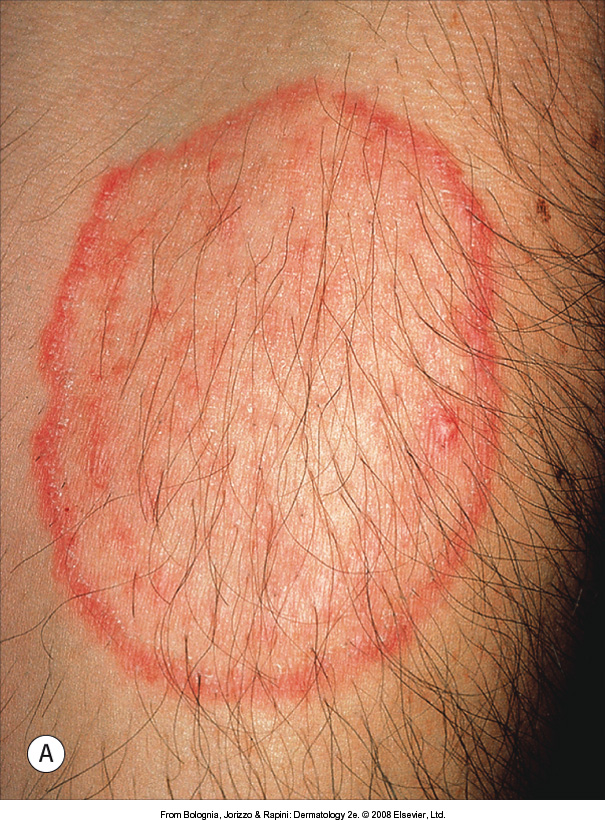 A
From Bolognia, Jorizzo & Rapini: Dermatology 2e. © 2008 Elsevier, Ltd.